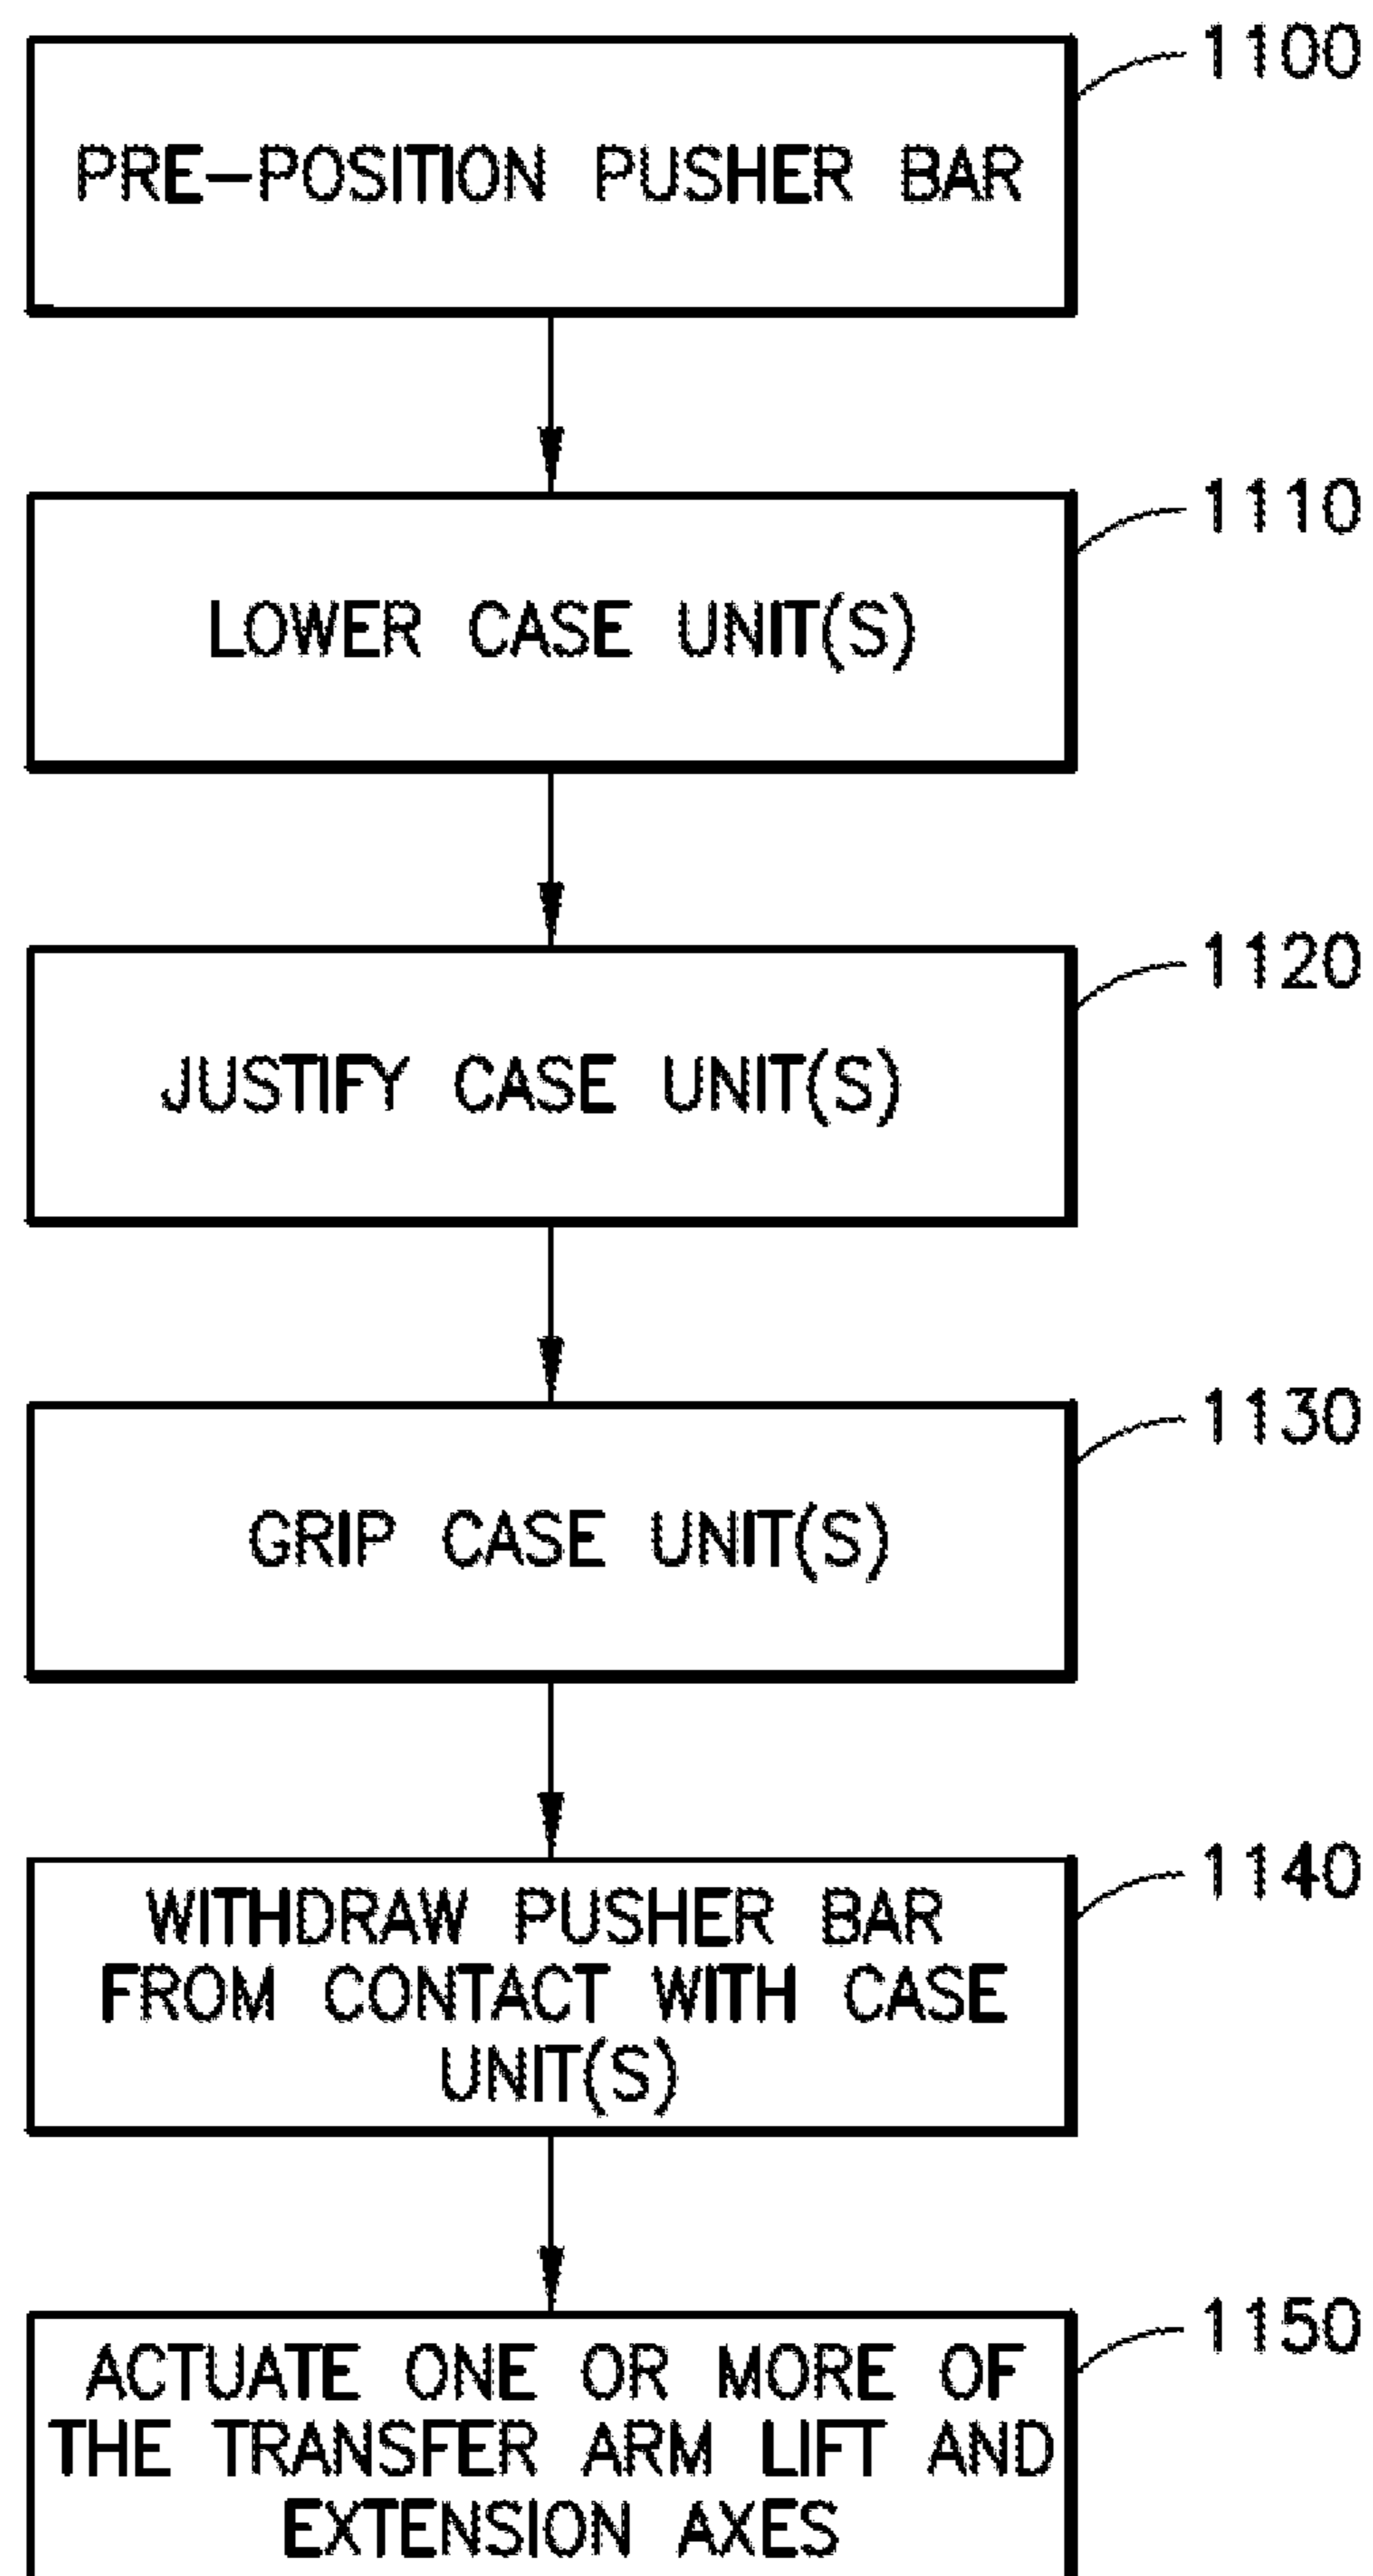 1100
PRE-POSITION PUSHER BAR
1110
LOWER CASE UNIT(S)
1120
JUSTIFY CASE UNIT(S)
1130
GRIP CASE UNIT(S)
1140
WITHDRAW PUSHER BAR
FROM CONTACT WITH CASE
UNIT(S)
1150
ACTUATE ONE OR MORE OF
THE TRANSFER ARM LIFT AND
EXTENSION AXES